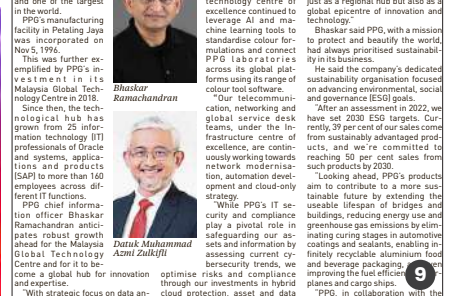 and one of the largest
in the world.
PPG's manufacturing
facility in Petaling Jaya
was incorporated on
Nov 5, 1996.
This was further ex-
emplified by PPG's in-
vestment in its
Malaysia Global Tech-
nology Centre in 2018.
Since then, the tech-
nological hub has
grown from 25 infor-
mation technology (IT)
professionals of Oracle
and systems, applica-
tions and products
(SAP) to more than 160
employees across dif-
ferent IT functions.
PPG chief informa-
tion officer Bhaskar
Ramachandran antici-
pates robust growth
ahead for the Malaysia
Global Technology
Centre and for it to be-
come a global hub for innovation
and expertise.
"With strategic focus on data an-
Bhaskar
Ramachandran
Datuk Muhammad
Azmi Zulkifli
technology centre of
excellence continued to
leverage AI and ma-
chine learning tools to
standardise colour for-
mulations and connect
PPG laboratories
across its global plat-
forms using its range of
colour tool software.
"Our telecommuni-
cation, networking and
global service desk
teams, under the In-
frastructure centre of
excellence, are contin-
uously working towards
network modernisa-
tion, automation devel-
opment and cloud-only
strategy.
"While PPG's IT se-
curity and compliance
play a pivotal role in
safeguarding our as-
sets and information by
assessing current cy-
bersecurity trends, we
optimise risks and compliance
through our investments in hybrid
cloud protection, asset and data
just as a regional hub but also as a
global epicentre of innovation and
technology."
Bhaskar said PPG, with a mission
to protect and beautify the world,
had always prioritised sustainabil-
ity in its business.
He said the company's dedicated
sustainability organisation focused
on advancing environmental, social
and governance (ESG) goals.
"After an assessment in 2022, we
have set 2030 ESG targets. Cur-
rently, 39 per cent of our sales come
from sustainably advantaged prod-
ucts, and we're committed to
reaching 50 per cent sales from
such products by 2030.
"Looking ahead, PPG's products
aim to contribute to a more sus-
tainable future by extending the
useable lifespan of bridges and
buildings, reducing energy use and
greenhouse gas emissions by elim-
inating curing stages in automotive
coatings and sealants, enabling in-
finitely recyclable aluminium food
and beverage packaging,
improving the fuel efficien
planes and cargo ships.
"PPG, in collaboration with the
9